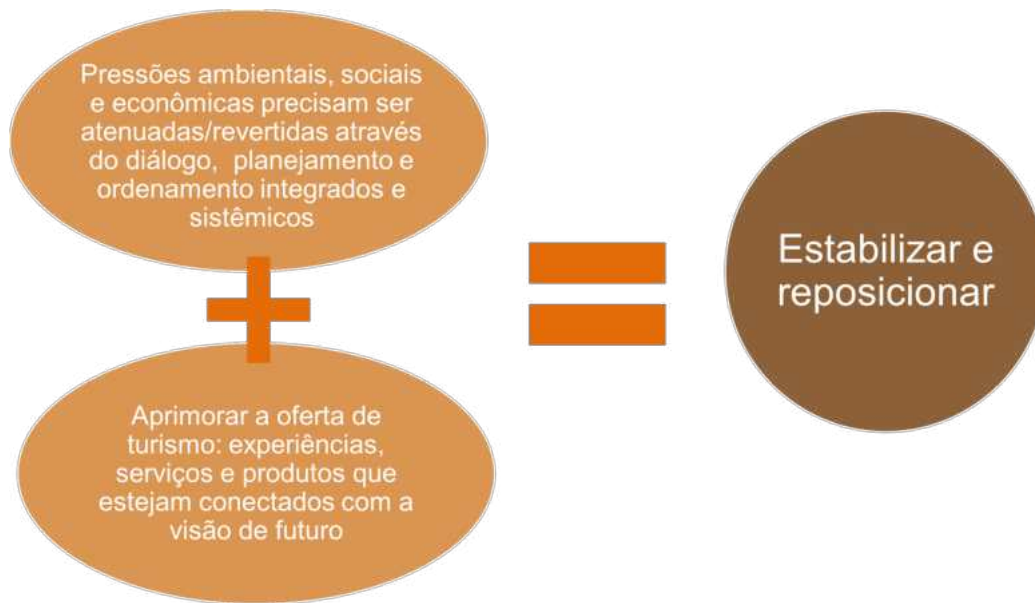 Pressões ambientais, sociais
e econômicas precisam ser
atenuadas/revertidas através
do diálogo, planejamento e
ordenamento integrados e
sistêmicos
Aprimorar a oferta de
turismo: experiências,
serviços e produtos que
estejam conectados com a
visão de futuro
Estabilizar e
reposicionar